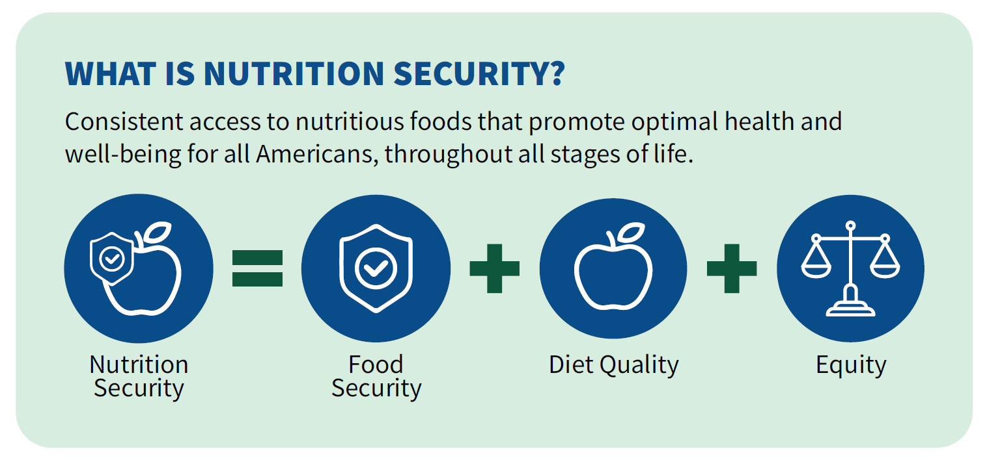 WHAT IS NUTRITION SECURITY?
Consistent access to nutritious foods that promote optimal health and
well-being for all Americans, throughout all stages of life.
Nutrition
Security
Food
Security
Diet Quality
Equity